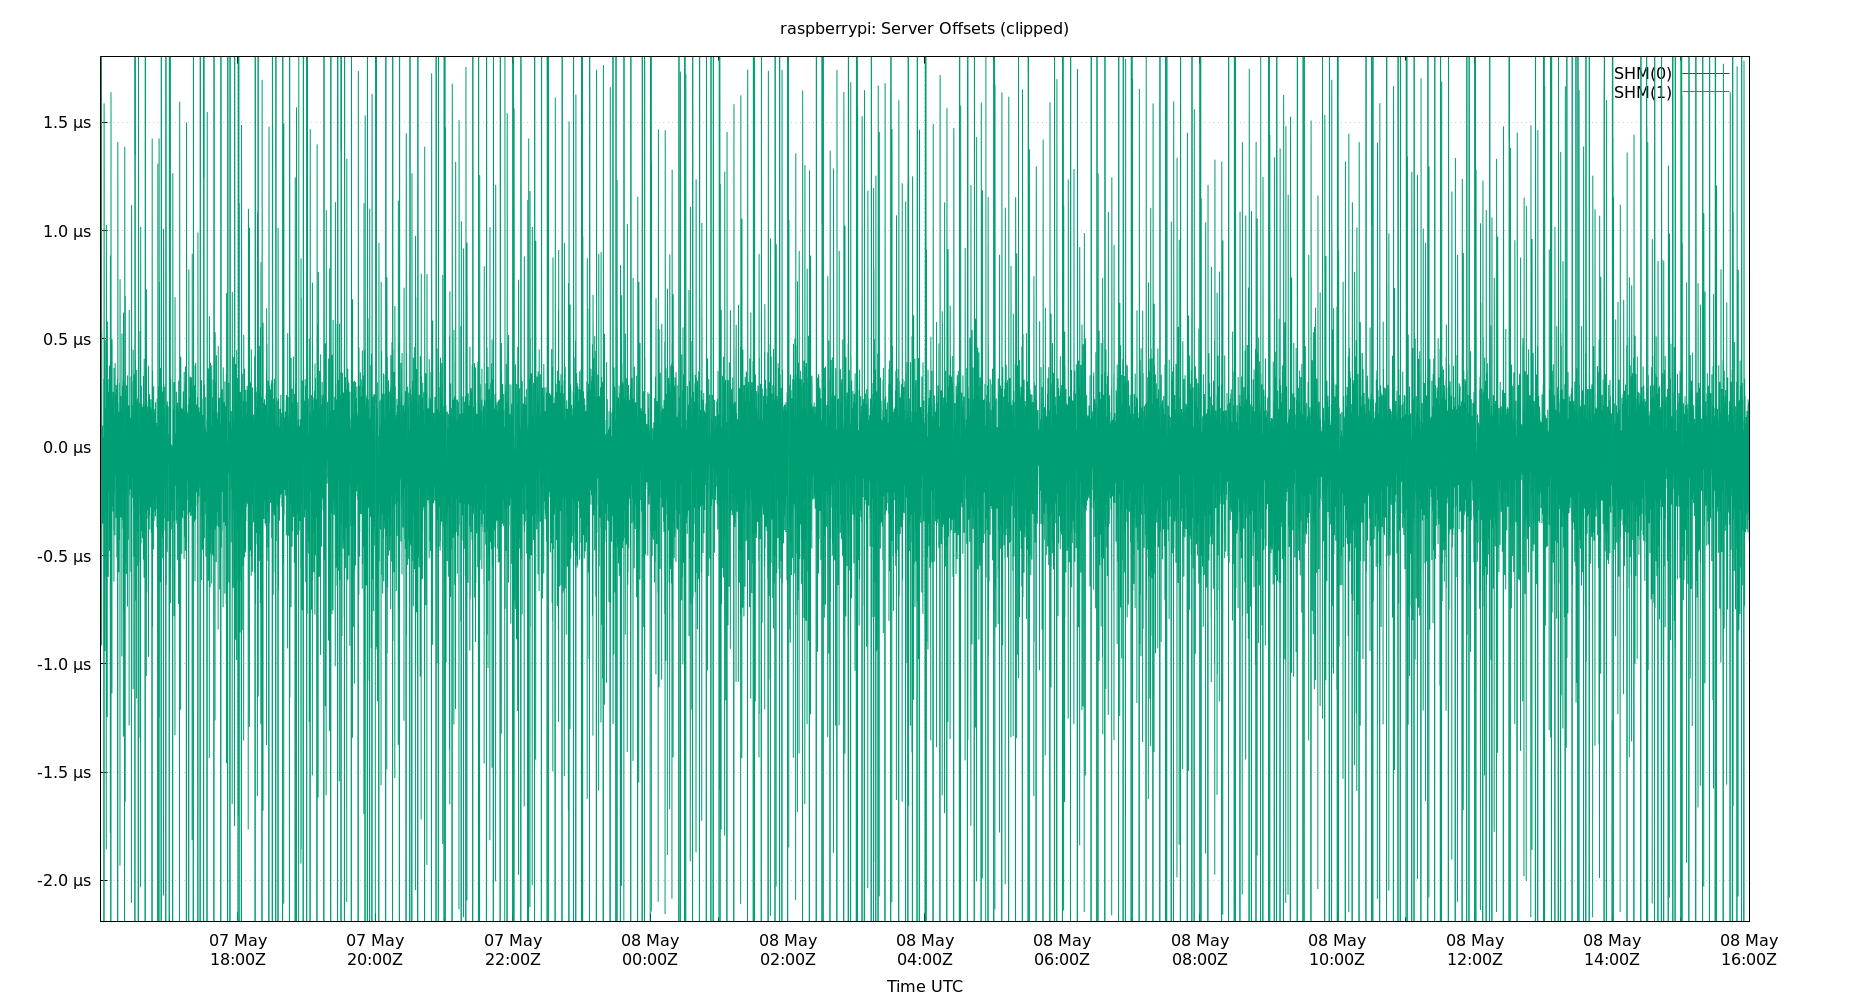 raspberrypi: Server Offsets (clipped)
SHM(0)
SHM(1)
1.5 µs
1.0 µs
0.5 µs
0.0 µs
-0.5 µs
-1.0 µs
-1.5 µs
-2.0 µs
07 May 07 May 07 May 08 May 08 May 08 May 08 May 08 May 08 May 08 May 08 May 08 May
18:00Z 20:00Z 22:00Z 00:00Z 02:00Z 04:00Z 06:00Z 08:00Z 10:00Z 12:00Z 14:00Z 16:00Z
Time UTC